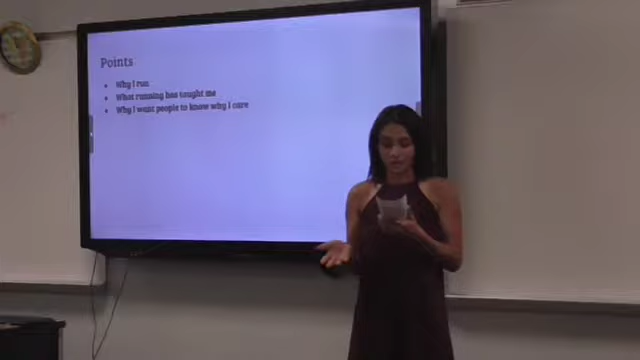 Points
Why I run
What running has taught me
Why I want people to know why I care